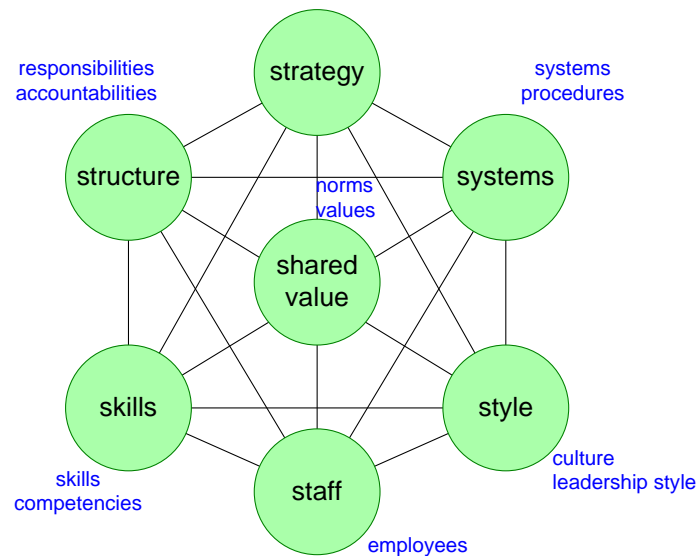 strategy
responsibilities
accountabilities
systems
procedures
structure
systems
norms
values
shared
value
skills
style
skills
competencies
staff
culture
leadership style
employees